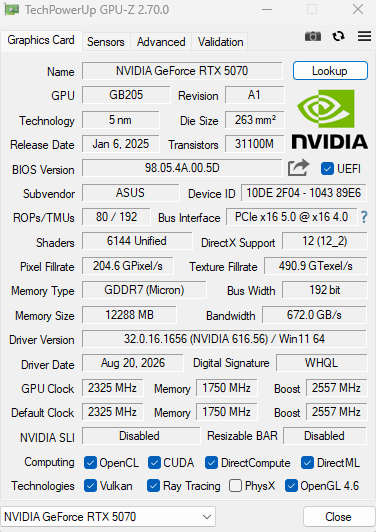 TechPowerUp GPU-Z 2.70.0
Graphics Card Sensors Advanced Validation
Name NVIDIA GeForce RTX 5070 Lookup
GPU GB205 Revision A1
Technology 5 nm Die Size 263 mm²
Release Date Jan 6, 2025 Transistors 31100M
NVIDIA
BIOS Version 98.05.4A.00.5D UEFI
Subvendor ASUS Device ID 10DE 2F04 - 1043 89E6
ROPs/TMUs 80 / 192 Bus Interface PCIe x16 5.0 @ x16 4.0 ?
Shaders 6144 Unified DirectX Support 12 (12_2)
Pixel Fillrate 204.6 GPixel/s Texture Fillrate 490.9 GTexel/s
Memory Type GDDR7 (Micron) Bus Width 192 bit
Memory Size 12288 MB Bandwidth 672.0 GB/s
Driver Version 32.0.16.1656 (NVIDIA 616.56) / Win11 64
Driver Date Aug 20, 2026 Digital Signature WHQL
GPU Clock 2325 MHz Memory 1750 MHz Boost 2557 MHz
Default Clock 2325 MHz Memory 1750 MHz Boost 2557 MHz
NVIDIA SLI Disabled Resizable BAR Disabled
Computing OpenCL CUDA DirectCompute DirectML
Technologies Vulkan Ray Tracing PhysX OpenGL 4.6
NVIDIA GeForce RTX 5070 Close